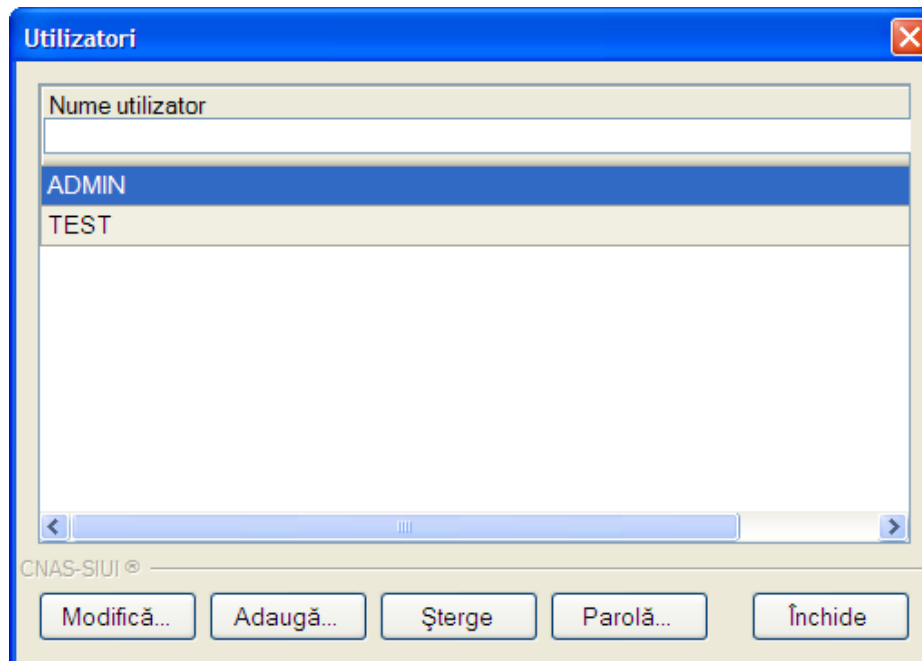 Utilizatori
Nume utilizator
ADMIN
TEST
CNAS-SIUI ®
Modifică... Adaugă... Şterge Parolă... Închide